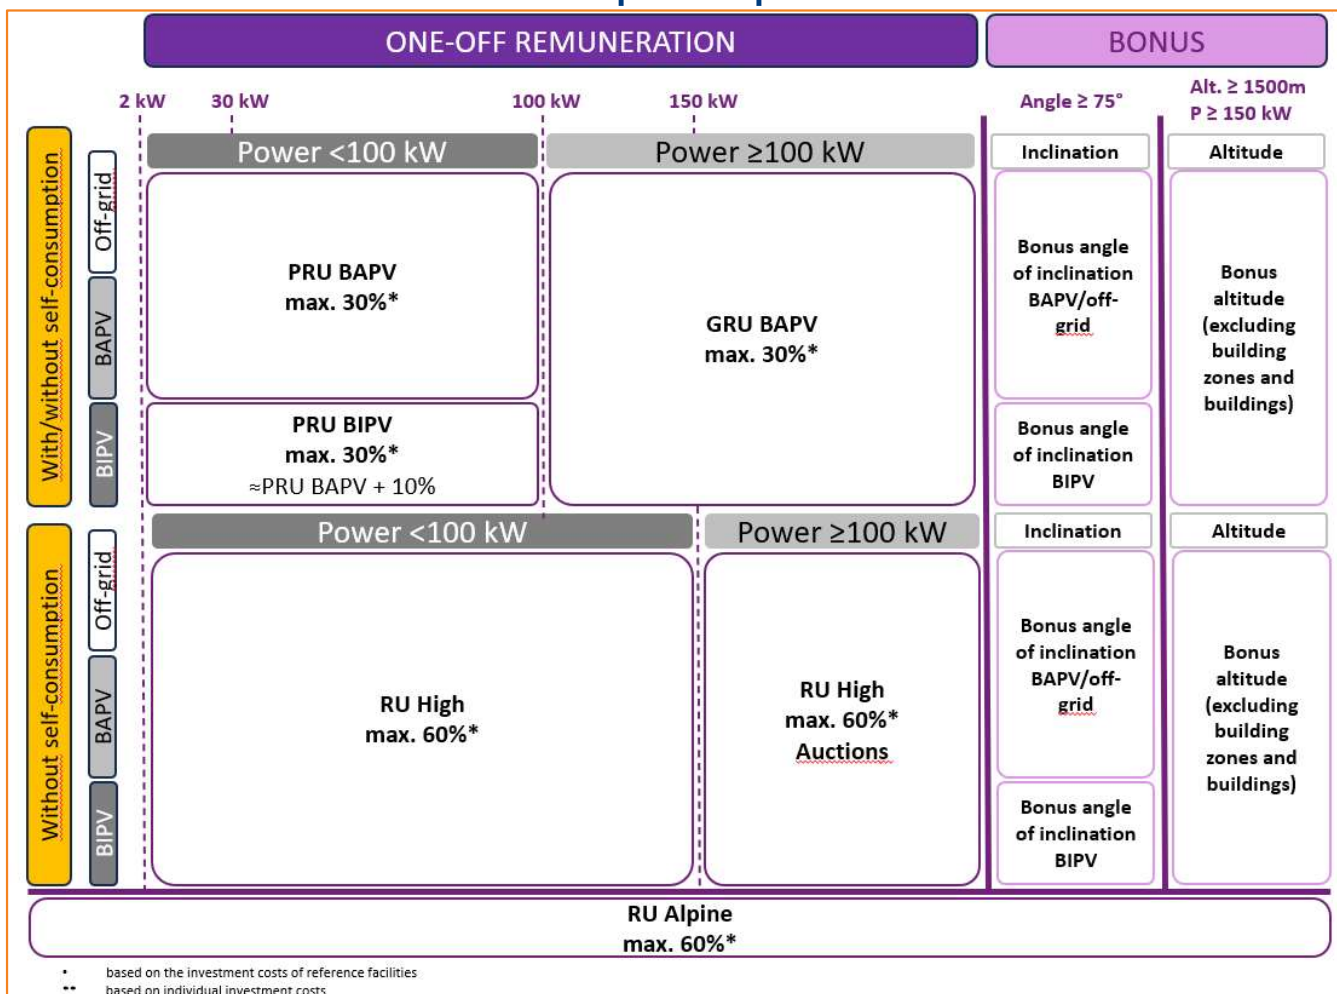 ONE-OFF REMUNERATION
BONUS
2 kW
30 kW
100 kW
150 kW
Angle ≥ 75°
Alt. ≥ 1500m
P ≥ 150 kW
With/without self-consumption
Off-grid
BAPV
BIPV
Power <100 kW
Power ≥100 kW
Inclination
Altitude
PRU BAPV
max. 30%*
GRU BAPV
max. 30%*
PRU BIPV
max. 30%*
≈PRU BAPV + 10%
Bonus angle
of inclination
BAPV/off-
grid
Bonus angle
of inclination
BIPV
Bonus
altitude
(excluding
building
zones and
buildings)
Without self-consumption
Off-grid
BAPV
BIPV
Power <100 kW
Power ≥100 kW
Inclination
Altitude
RU High
max. 60%*
RU High
max. 60%*
Auctions
Bonus angle
of inclination
BAPV/off-
grid
Bonus angle
of inclination
BIPV
Bonus
altitude
(excluding
building
zones and
buildings)
RU Alpine
max. 60%*
• based on the investment costs of reference facilities
•• based on individual investment costs